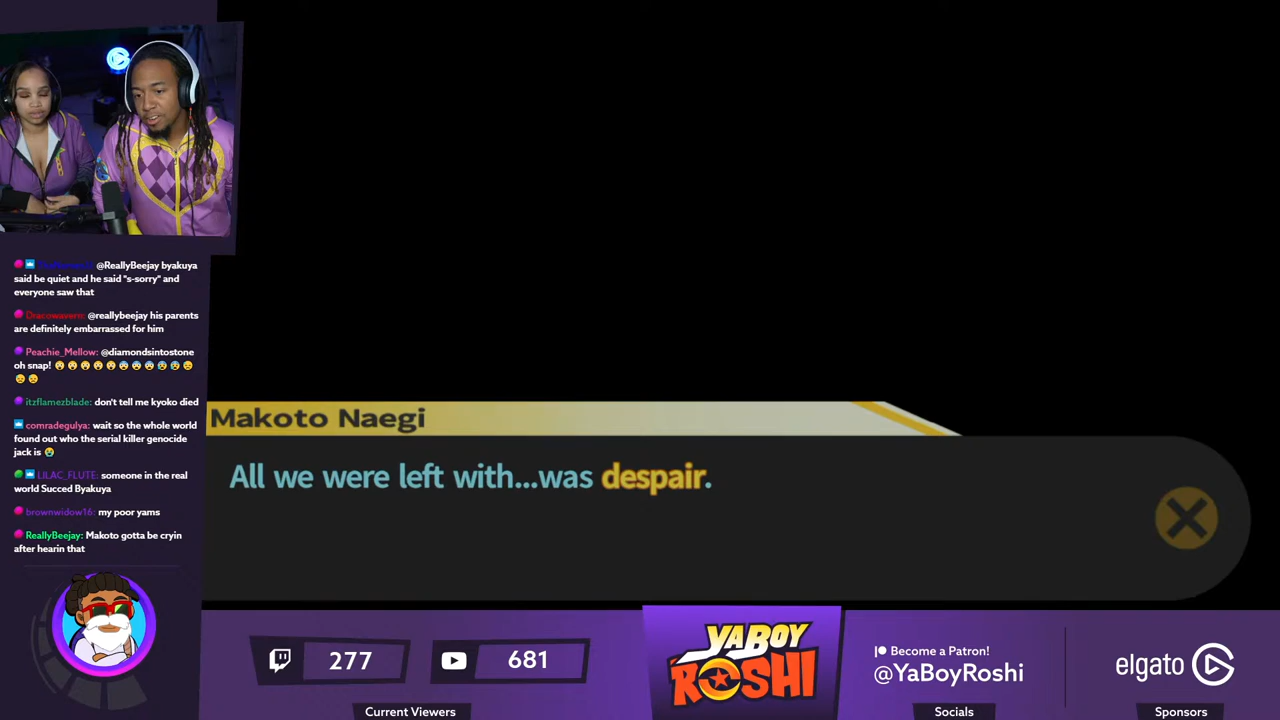 @ReallyBeejay byakuya
said be quiet and he said "s-sorry" and
everyone saw that
Dracowavern: @reallybeejay his parents
are definitely embarrassed for him
Peachie_Mellow: @diamondsintostone
oh snap! 😮😮😮😮😮😨😨😨😰😰😖
😖😖
itzflamezblade: don't tell me kyoko died
comradegulya: wait so the whole world
found out who the serial killer genocide
jack is 😭
LILAC_FLUTE: someone in the real
world Succed Byakuya
brownwidow16: my poor yams
ReallyBeejay: Makoto gotta be cryin
after hearin that
Makoto Naegi
All we were left with...was despair.
277
681
Current Viewers
YABOY
ROSHI
Become a Patron!
@YaBoyRoshi
Socials
elgato
Sponsors